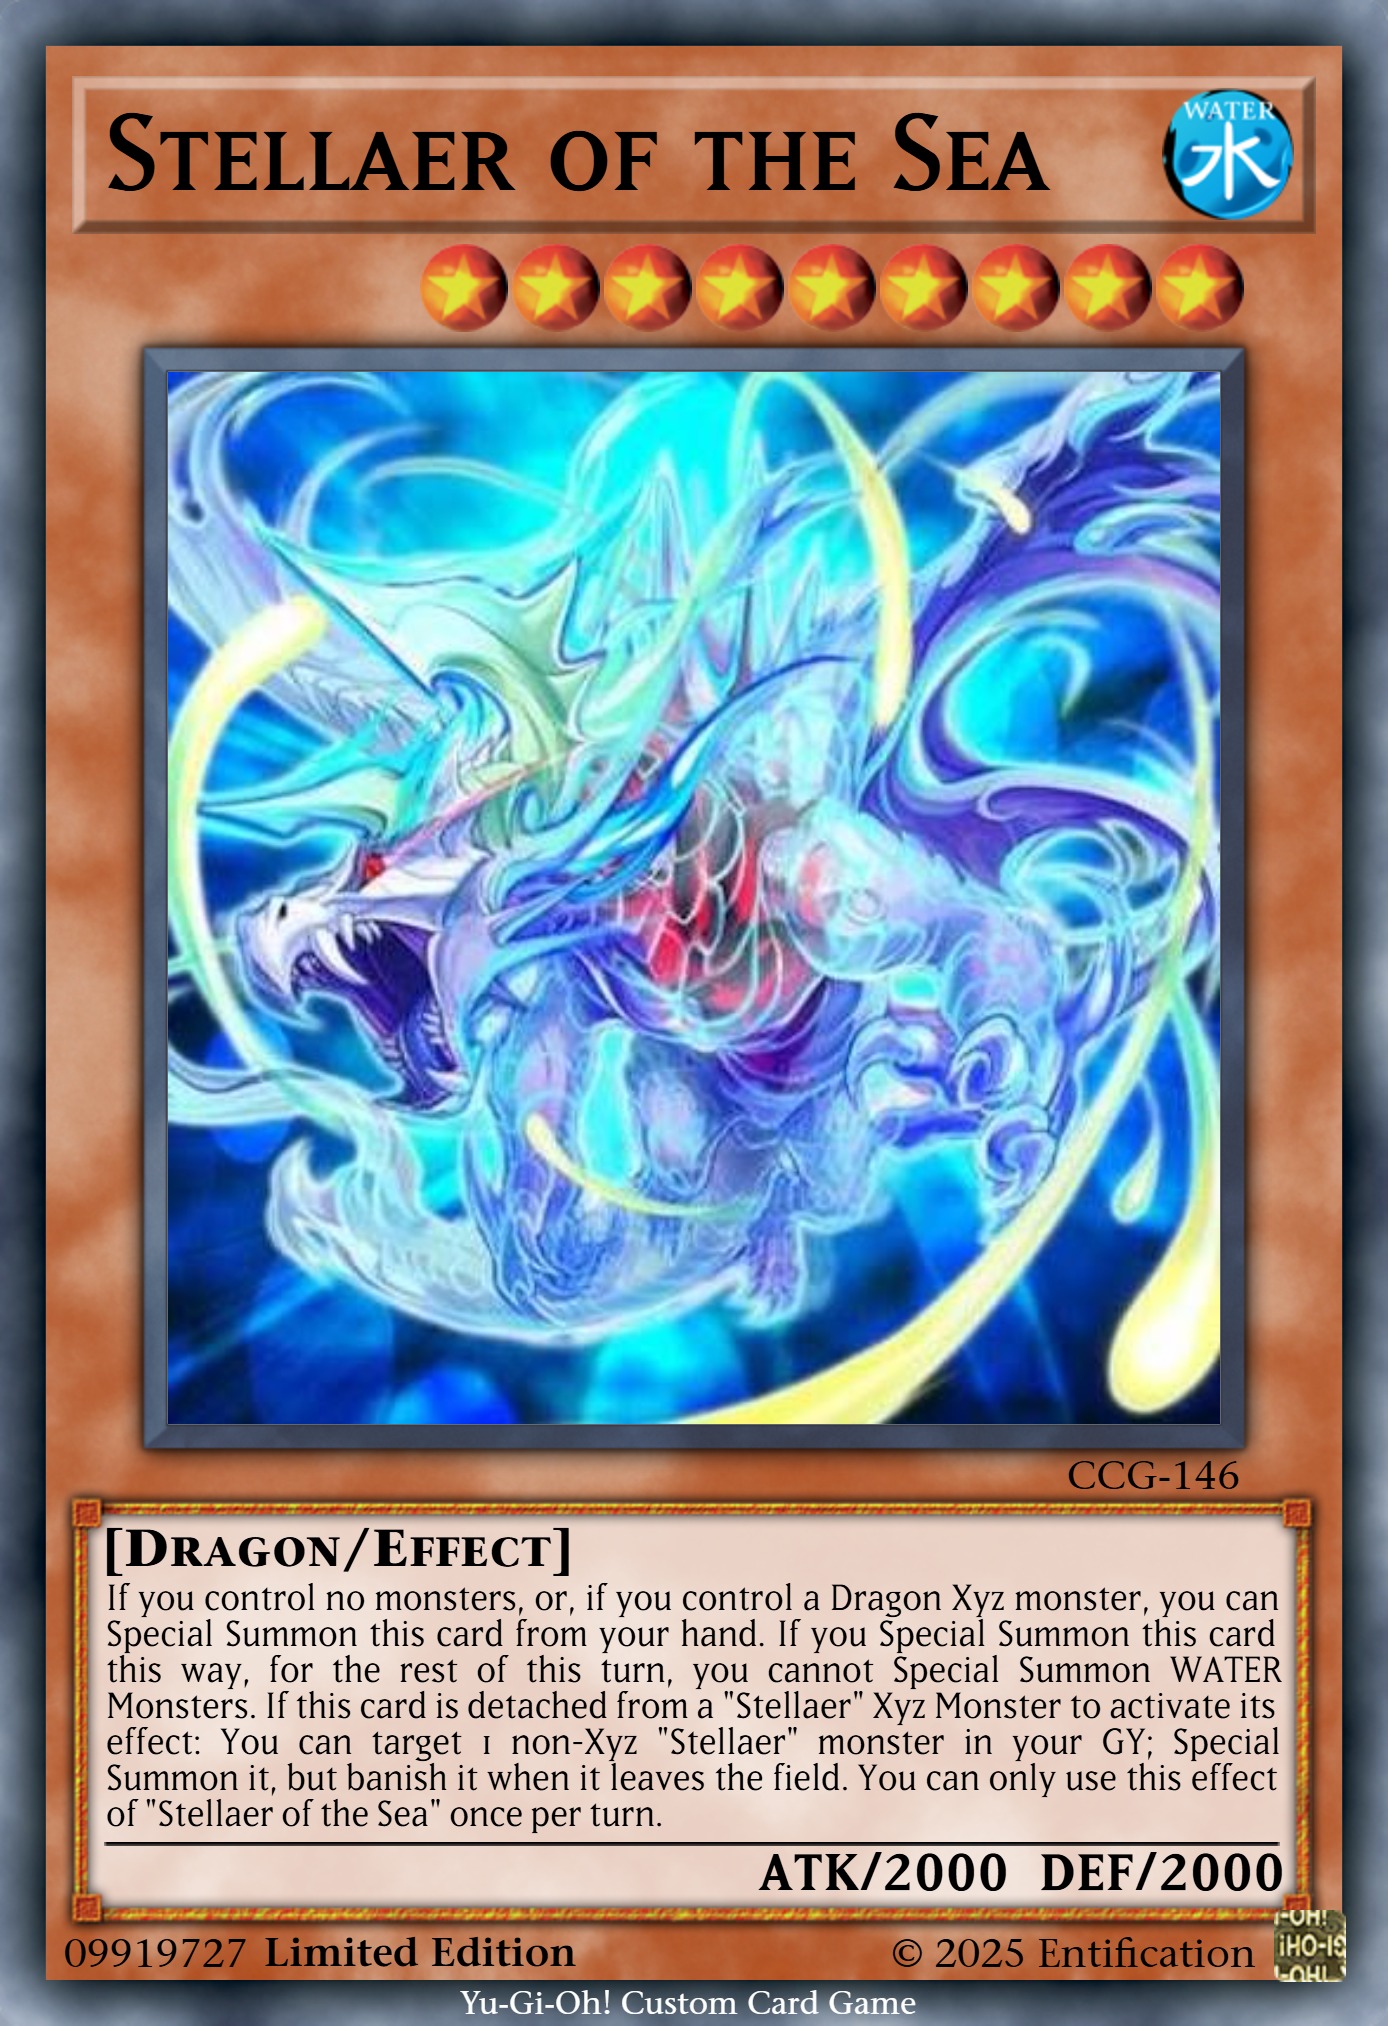 Stellaer of the Sea
WATER
水
CCG-146
[Dragon/Effect]
If you control no monsters, or, if you control a Dragon Xyz monster, you can
Special Summon this card from your hand. If you Special Summon this card
this way, for the rest of this turn, you cannot Special Summon WATER
Monsters. If this card is detached from a "Stellaer" Xyz Monster to activate its
effect: You can target 1 non-Xyz "Stellaer" monster in your GY; Special
Summon it, but banish it when it leaves the field. You can only use this effect
of "Stellaer of the Sea" once per turn.
ATK/2000 DEF/2000
09919727 Limited Edition
© 2025 Entification
Yu-Gi-Oh! Custom Card Game